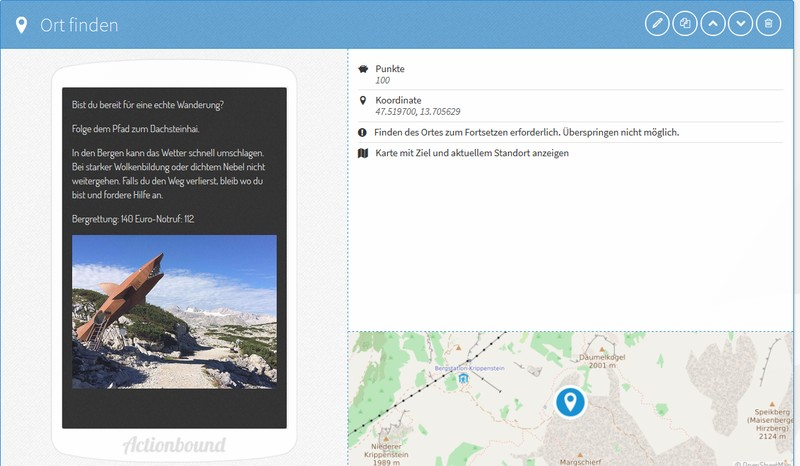 Ort finden
Bist du bereit für eine echte Wanderung?
Folge dem Pfad zum Dachsteinhai.
In den Bergen kann das Wetter schnell umschlagen.
Bei starker Wolkenbildung oder dichtem Nebel nicht
weitergehen. Falls du den Weg verlierst, bleib wo du
bist und fordere Hilfe an.
Bergrettung: 140 Euro-Notruf: 112
Actionbound
Punkte
100
Koordinate
47.519700, 13.705629
Finden des Ortes zum Fortsetzen erforderlich. Überspringen nicht möglich.
Karte mit Ziel und aktuellem Standort anzeigen
Däumelkogel
2001 m
Bergstation Krippenstein
Speikberg
(Maisenberg
Hirzberg)
2124 m
Niederer
Krippenstein
1989 m
Margschierf